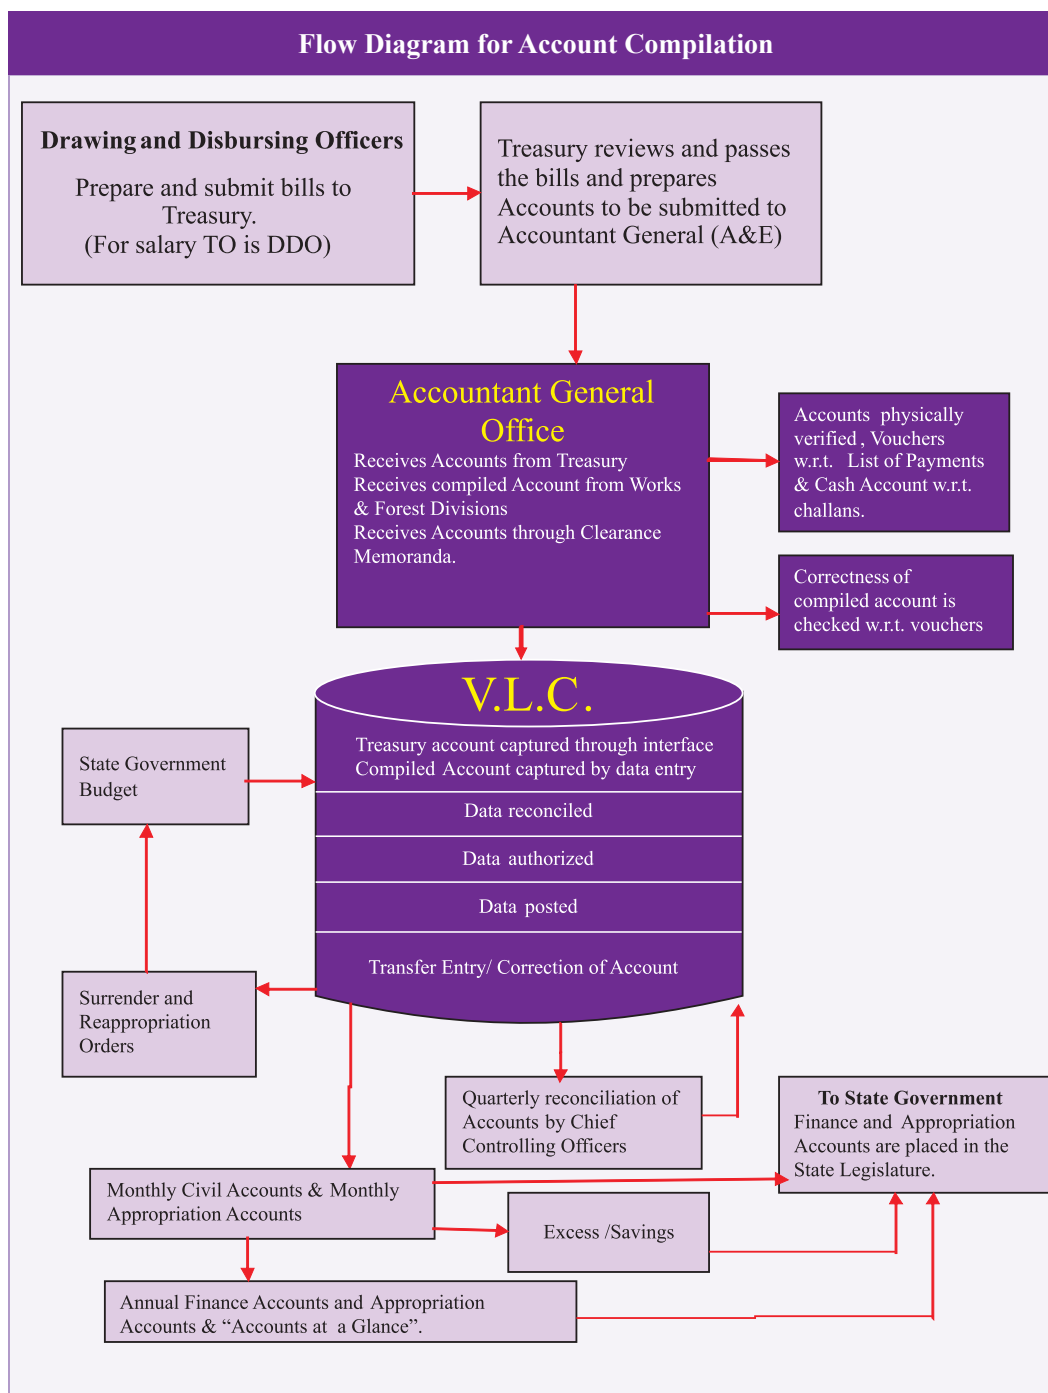 Flow Diagram for Account Compilation
Drawing and Disbursing Officers
Prepare and submit bills to
Treasury.
(For salary TO is DDO)
Treasury reviews and passes
the bills and prepares
Accounts to be submitted to
Accountant General (A&E)
Accountant General
Office
Receives Accounts from Treasury
Receives compiled Account from Works
& Forest Divisions
Receives Accounts through Clearance
Memoranda.
Accounts physically
verified , Vouchers
w.r.t. List of Payments
& Cash Account w.r.t.
challans.
Correctness of
compiled account is
checked w.r.t. vouchers
V.L.C.
Treasury account captured through interface
Compiled Account captured by data entry
Data reconciled
Data authorized
Data posted
Transfer Entry/ Correction of Account
State Government
Budget
Surrender and
Reappropriation
Orders
Quarterly reconciliation of
Accounts by Chief
Controlling Officers
To State Government
Finance and Appropriation
Accounts are placed in the
State Legislature.
Monthly Civil Accounts & Monthly
Appropriation Accounts
Excess /Savings
Annual Finance Accounts and Appropriation
Accounts & “Accounts at a Glance”.